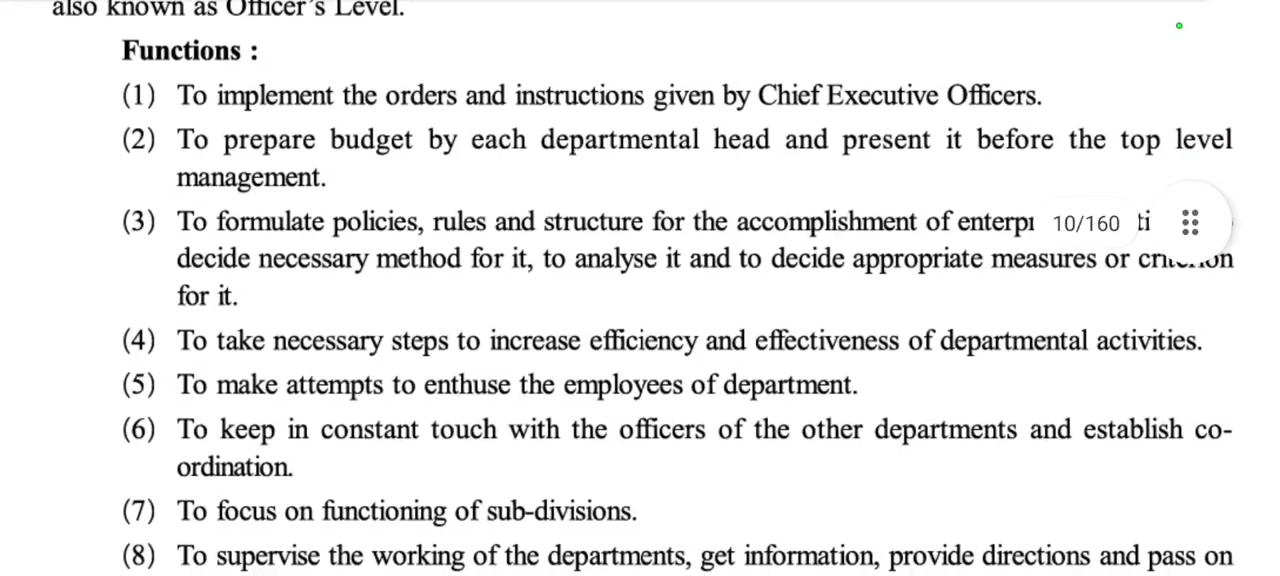 also known as Officer's Level.
Functions :
(1) To implement the orders and instructions given by Chief Executive Officers.
(2) To prepare budget by each departmental head and present it before the top level
management.
(3) To formulate policies, rules and structure for the accomplishment of 10/160
decide necessary method for it, to analyse it and to decide appropriate measures or
for it.
(4) To take necessary steps to increase efficiency and effectiveness of departmental activities.
(5) To make attempts to enthuse the employees of department.
(6) To keep in constant touch with the officers of the other departments and establish co-
ordination.
(7) To focus on functioning of sub-divisions.
(8) To supervise the working of the departments, get information, provide directions and pass on